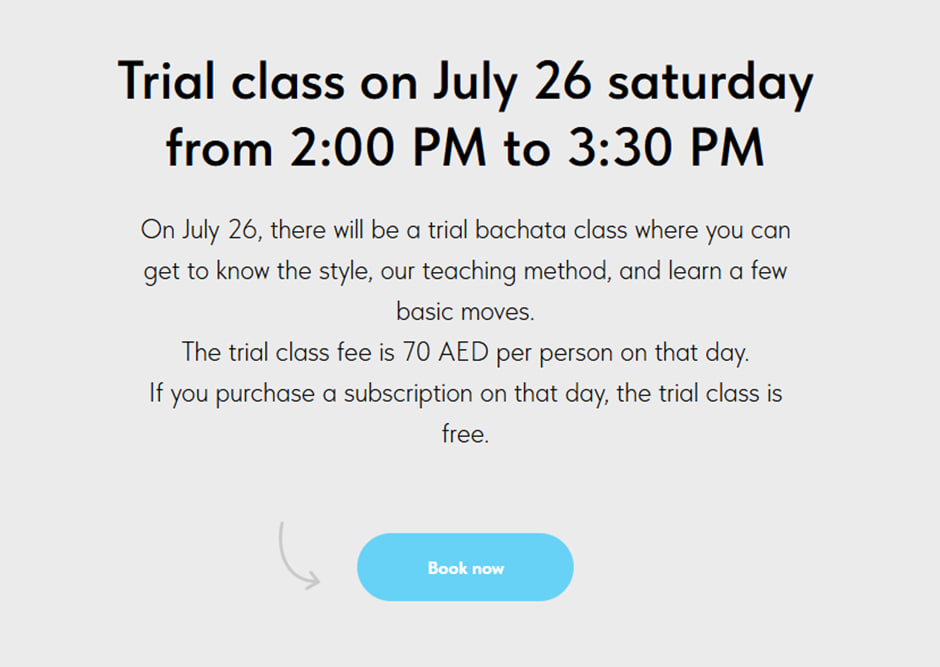 Trial class on July 26 saturday
from 2:00 PM to 3:30 PM
On July 26, there will be a trial bachata class where you can
get to know the style, our teaching method, and learn a few
basic moves.
The trial class fee is 70 AED per person on that day.
If you purchase a subscription on that day, the trial class is
free.
Book now